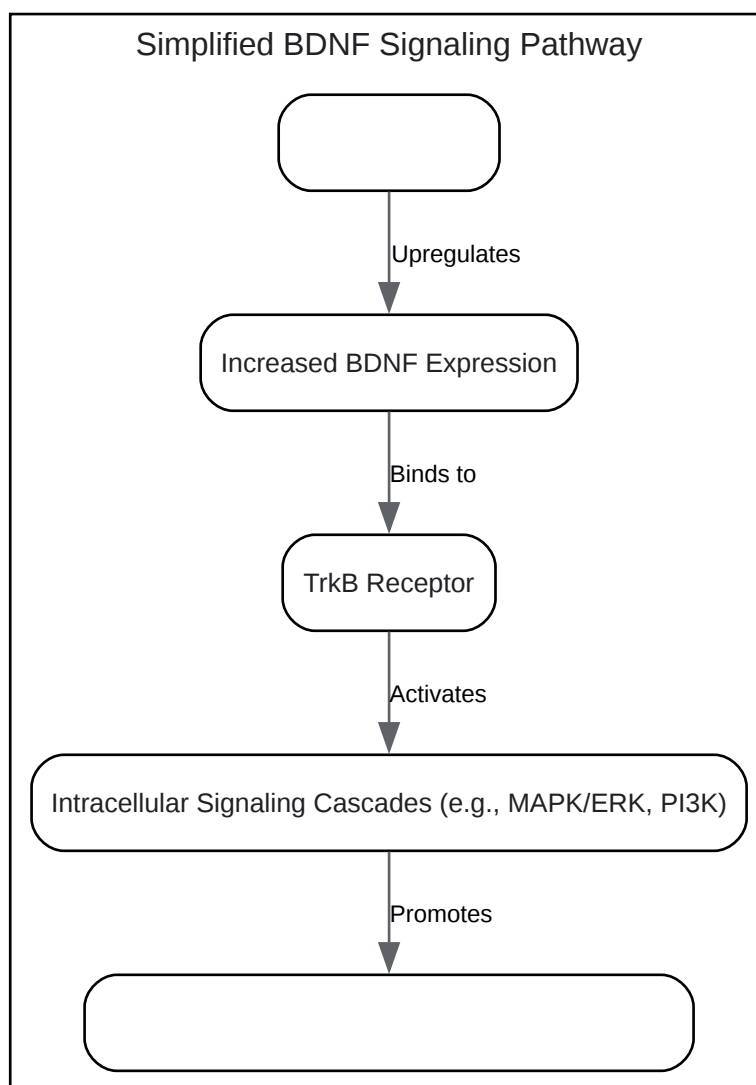 Simplified BDNF Signaling Pathway
Upregulates
Increased BDNF Expression
Binds to
TrkB Receptor
Activates
Intracellular Signaling Cascades (e.g., MAPK/ERK, PI3K)
Promotes